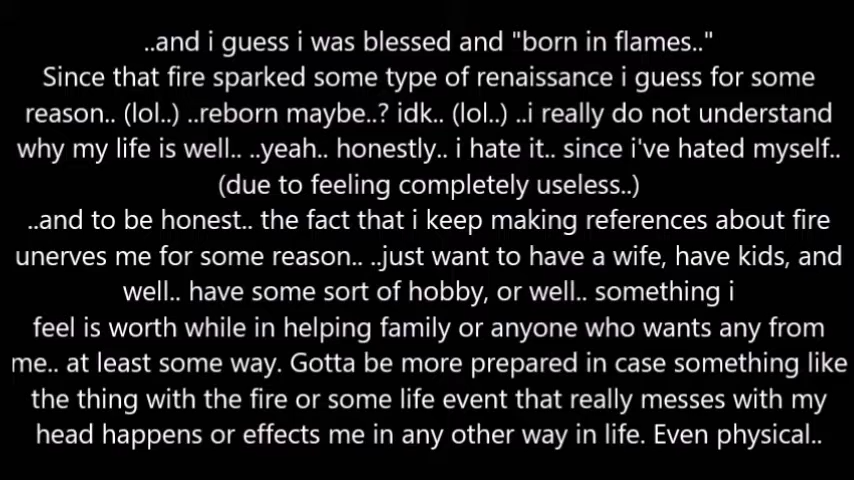 ..and i guess i was blessed and "born in flames.."
Since that fire sparked some type of renaissance i guess for some
reason.. (lol..) ..reborn maybe..? idk.. (lol..) ..i really do not understand
why my life is well.. ..yeah.. honestly.. i hate it.. since i've hated myself..
(due to feeling completely useless..)
..and to be honest.. the fact that i keep making references about fire
unerves me for some reason.. ..just want to have a wife, have kids, and
well.. have some sort of hobby, or well.. something i
feel is worth while in helping family or anyone who wants any from
me.. at least some way. Gotta be more prepared in case something like
the thing with the fire or some life event that really messes with my
head happens or effects me in any other way in life. Even physical..